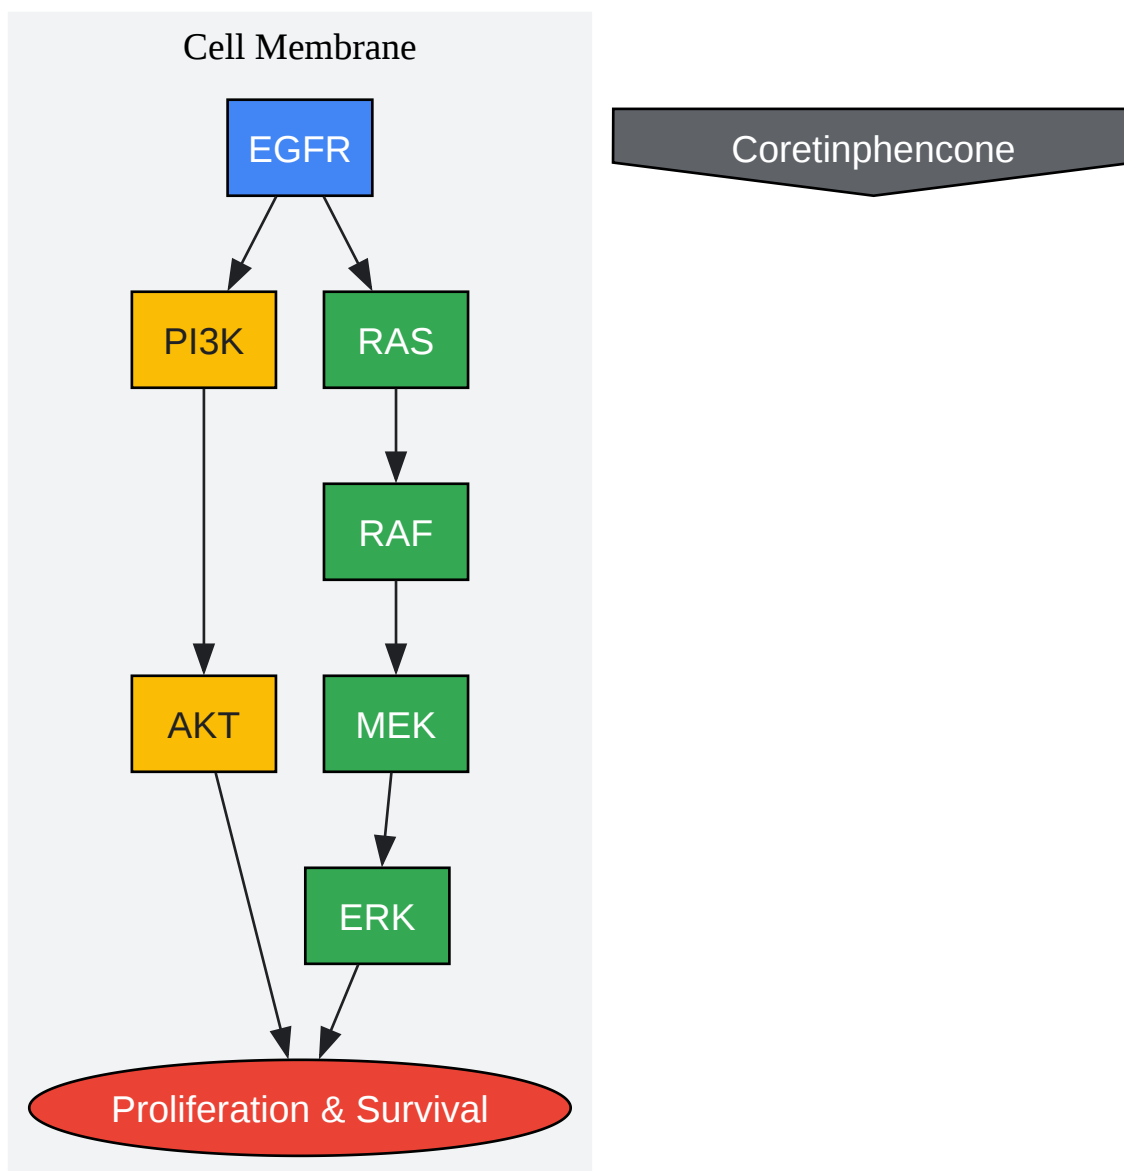 Cell Membrane
EGFR
Coretinphencone
PI3K
RAS
RAF
AKT
MEK
ERK
Proliferation & Survival